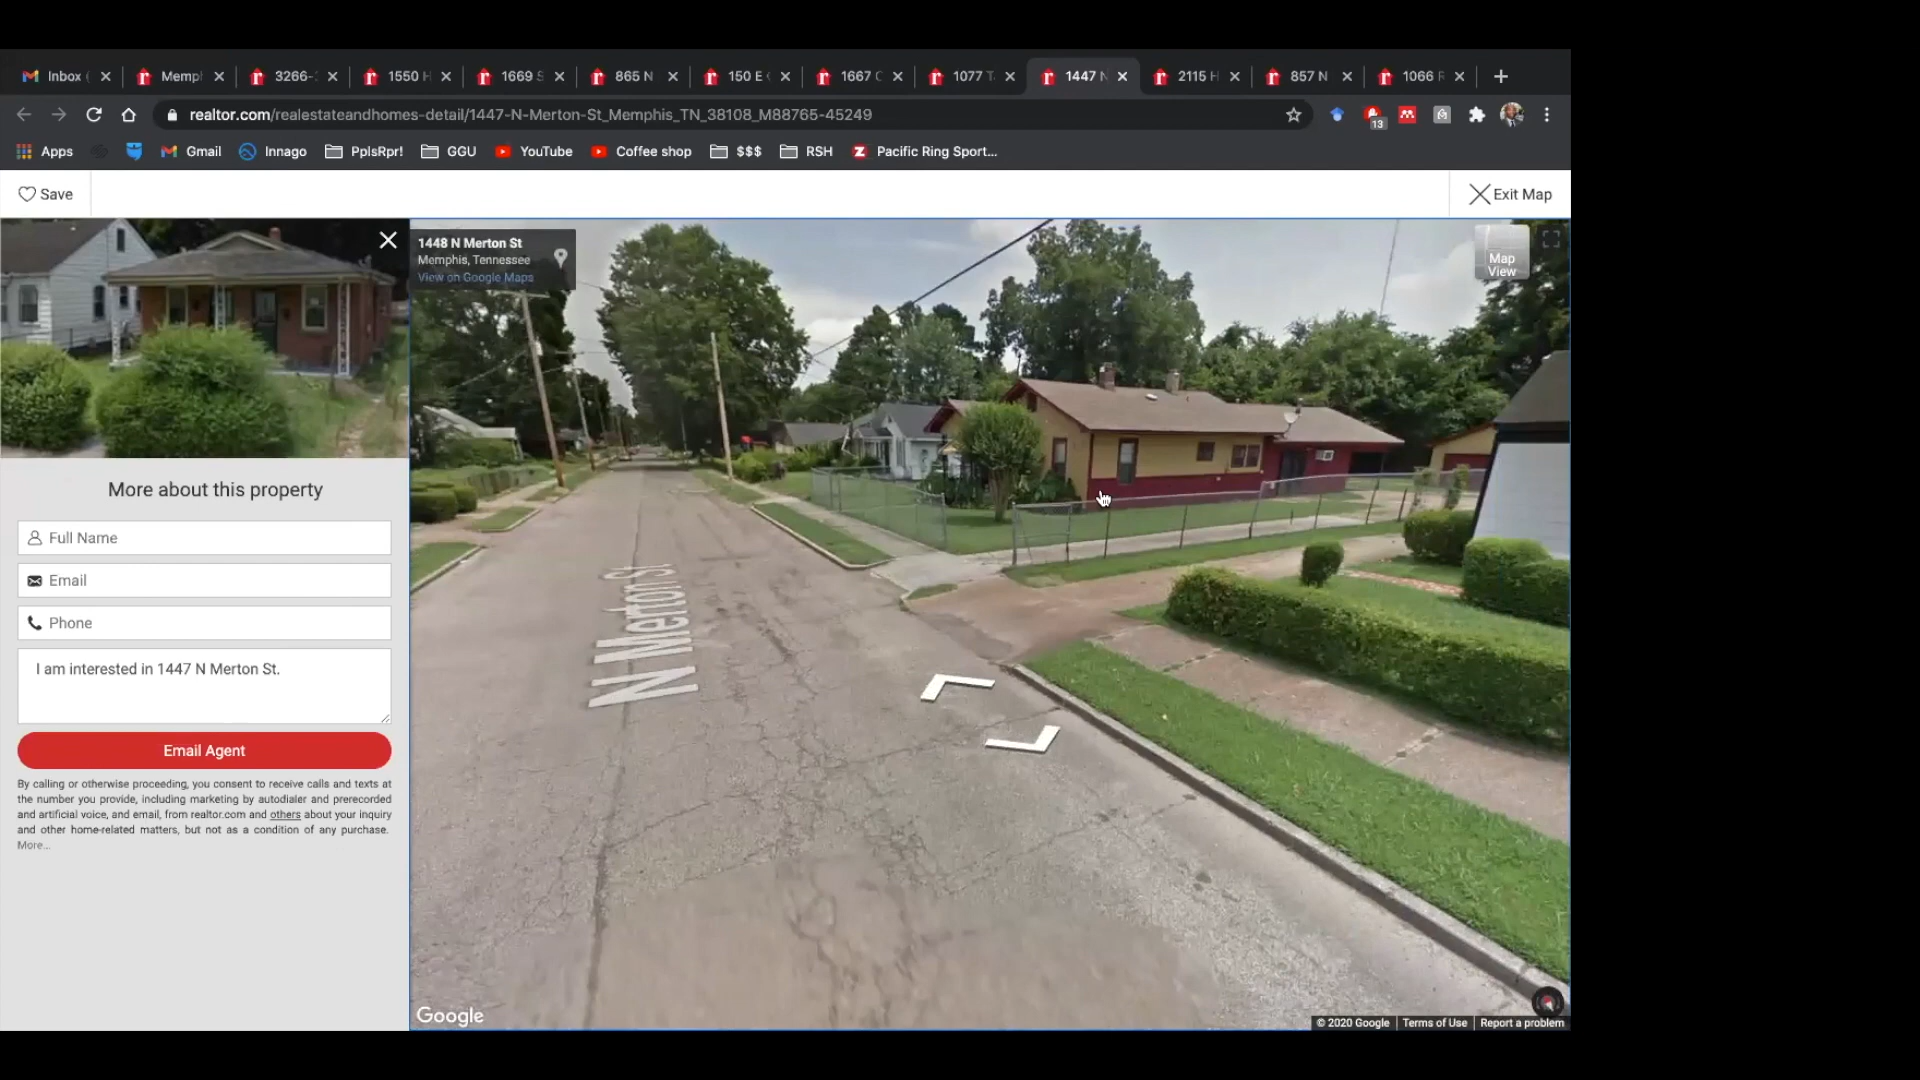 Inbox (
Memp
3266-
1550 H
1669 S
865 N
150 E
1667 C
1077 T
1447 N
2115 H
857 N
1066 R
realtor.com/realestateandhomes-detail/1447-N-Merton-St_Memphis_TN_38108_M88765-45249
13
Apps
Gmail
Innago
PplsRpr!
GGU
YouTube
Coffee shop
$$$
RSH
Pacific Ring Sport...
Save
Exit Map
1448 N Merton St
Memphis, Tennessee
View on Google Maps
Map
View
N Merton St
More about this property
Full Name
Email
Phone
I am interested in 1447 N Merton St.
Email Agent
By calling or otherwise proceeding, you consent to receive calls and texts at
the number you provide, including marketing by autodialer and prerecorded
and artificial voice, and email, from realtor.com and others about your inquiry
and other home-related matters, but not as a condition of any purchase.
More...
Google
© 2020 Google
Terms of Use
Report a problem